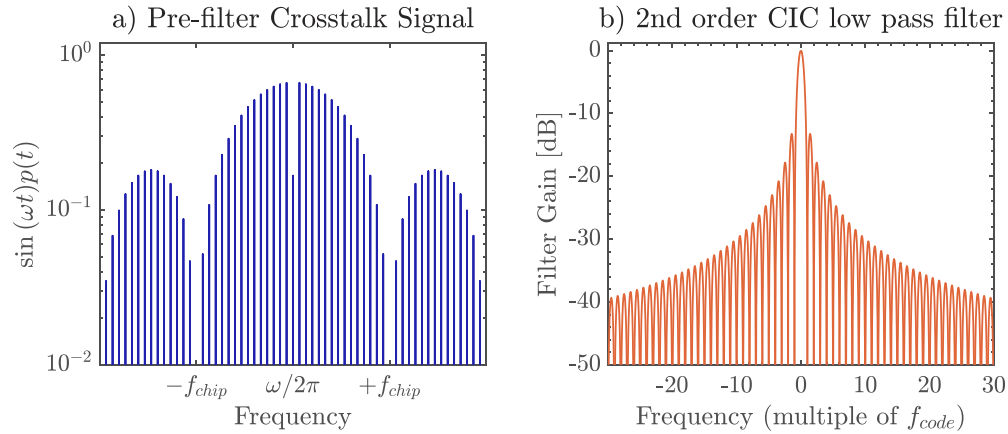 a) Pre-filter Crosstalk Signal
10⁰
10⁻¹
10⁻²
sin (ωt)p(t)
−f_chip ω/2π +f_chip
Frequency
b) 2nd order CIC low pass filter
0
-10
-20
-30
-40
-50
Filter Gain [dB]
-20 -10 0 10 20 30
Frequency (multiple of f_code)